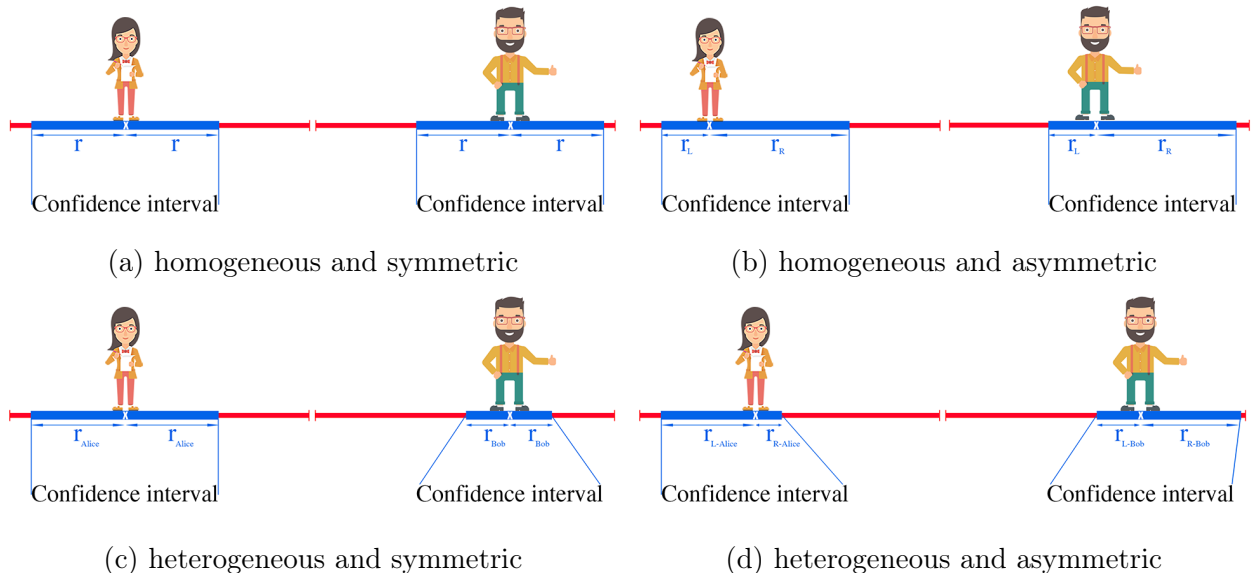 r r r r
r_L r_R r_L r_R
Confidence interval Confidence interval Confidence interval Confidence interval
(a) homogeneous and symmetric (b) homogeneous and asymmetric
r_Alice r_Alice r_Bob r_Bob r_L-Alice r_R-Alice r_L-Bob r_R-Bob
Confidence interval Confidence interval Confidence interval Confidence interval
(c) heterogeneous and symmetric (d) heterogeneous and asymmetric